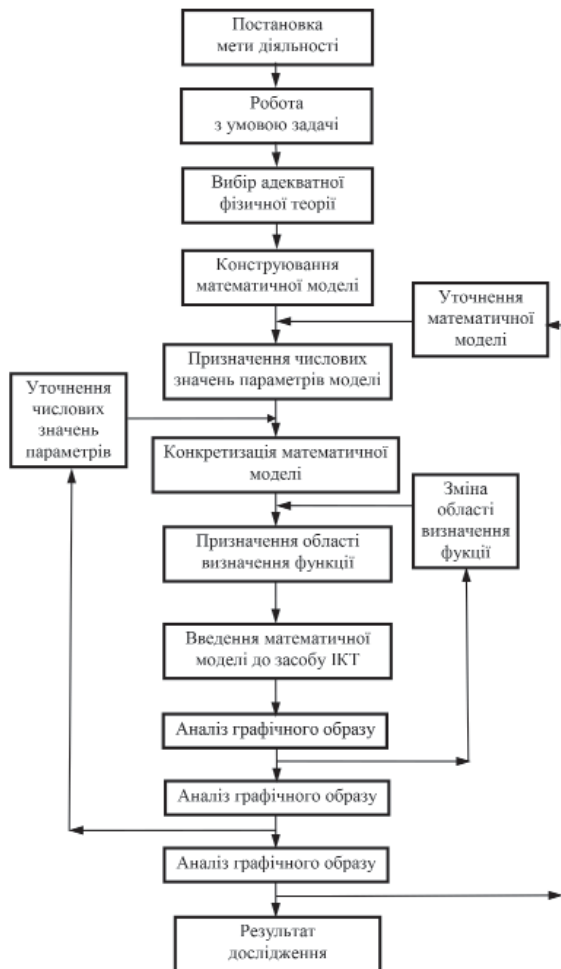 Постановка
мети діяльності
Робота
з умовою задачі
Вибір адекватної
фізичної теорії
Конструювання
математичної моделі
Уточнення
математичної
моделі
Призначення числових
значень параметрів моделі
Уточнення
числових
значень
параметрів
Конкретизація математичної
моделі
Зміна
області
визначення
фукції
Призначення області
визначення функції
Введення математичної
моделі до засобу ІКТ
Аналіз графічного образу
Аналіз графічного образу
Аналіз графічного образу
Результат
дослідження